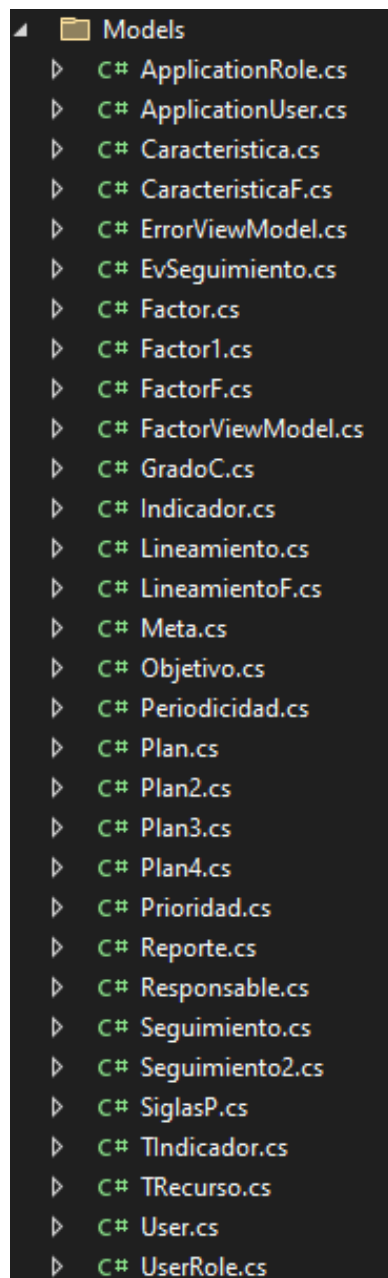 Models
C# ApplicationRole.cs
C# ApplicationUser.cs
C# Caracteristica.cs
C# CaracteristicaF.cs
C# ErrorViewModel.cs
C# EvSeguimiento.cs
C# Factor.cs
C# Factor1.cs
C# FactorF.cs
C# FactorViewModel.cs
C# GradoC.cs
C# Indicador.cs
C# Lineamiento.cs
C# LineamientoF.cs
C# Meta.cs
C# Objetivo.cs
C# Periodicidad.cs
C# Plan.cs
C# Plan2.cs
C# Plan3.cs
C# Plan4.cs
C# Prioridad.cs
C# Reporte.cs
C# Responsable.cs
C# Seguimiento.cs
C# Seguimiento2.cs
C# SiglasP.cs
C# TIndicador.cs
C# TRecurso.cs
C# User.cs
C# UserRole.cs